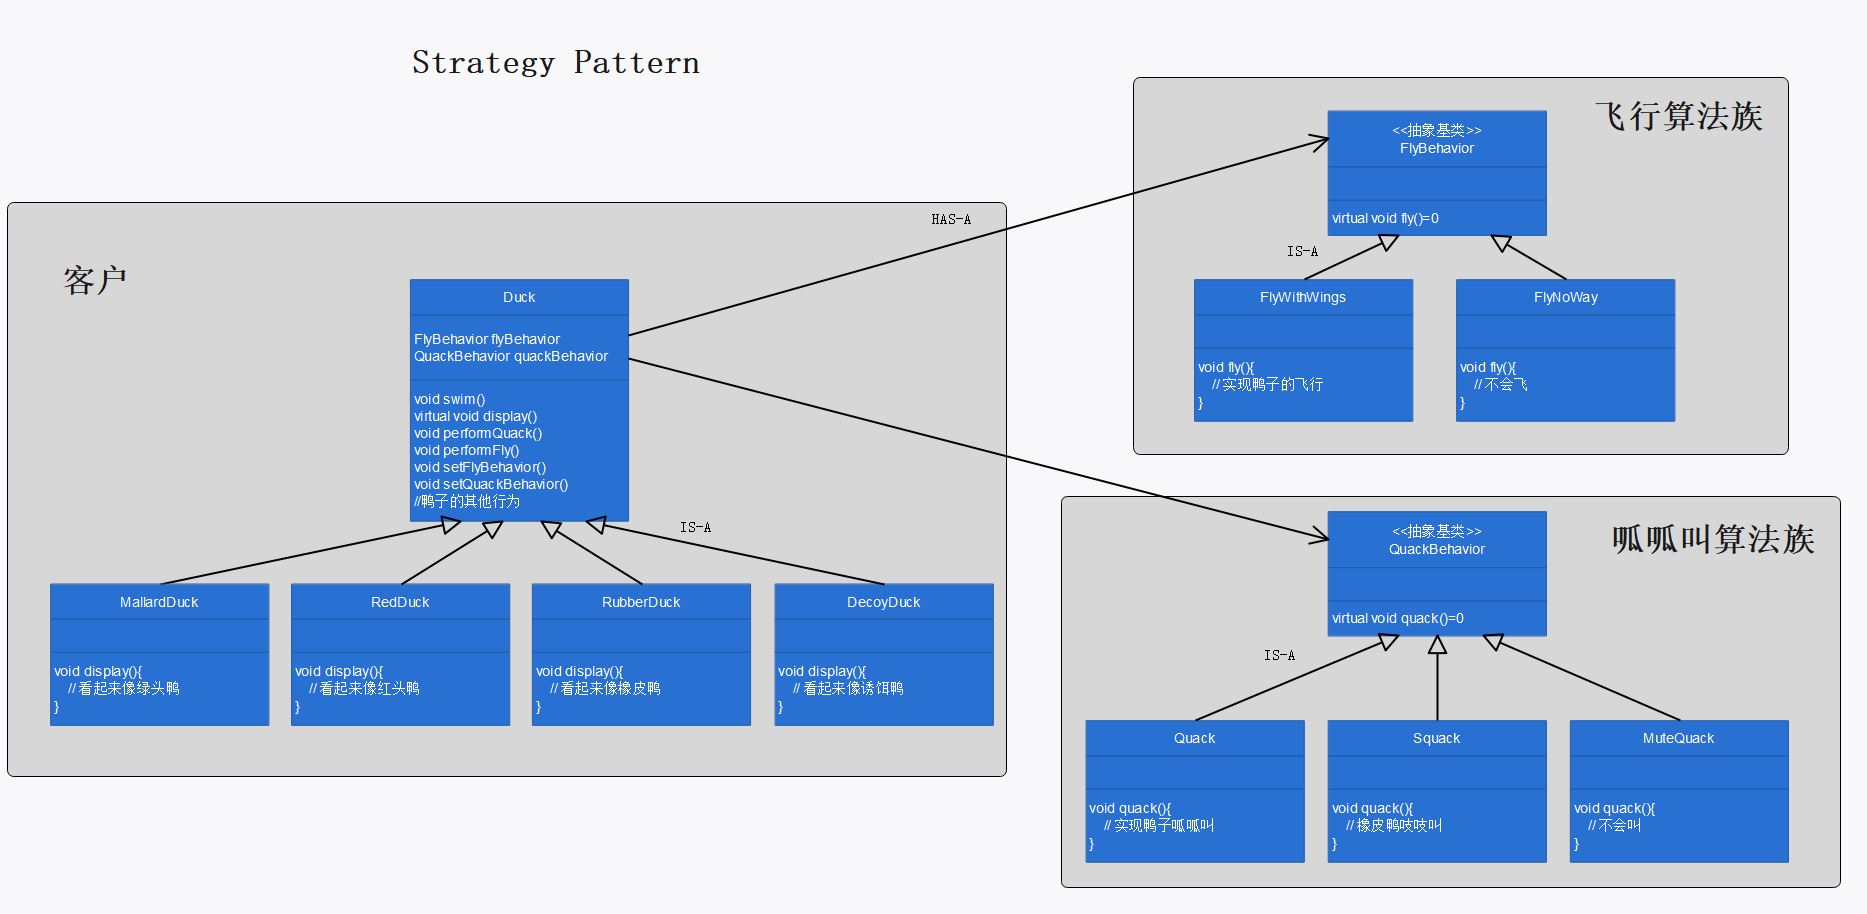 Strategy Pattern
客户
HAS-A
Duck
FlyBehavior flyBehavior
QuackBehavior quackBehavior
void swim()
virtual void display()
void performQuack()
void performFly()
void setFlyBehavior()
void setQuackBehavior()
//鸭子的其他行为
IS-A
MallardDuck
void display(){
// 看起来像绿头鸭
}
RedDuck
void display(){
// 看起来像红头鸭
}
RubberDuck
void display(){
// 看起来像橡皮鸭
}
DecoyDuck
void display(){
// 看起来像诱饵鸭
}
飞行算法族
<<抽象基类>>
FlyBehavior
virtual void fly()=0
IS-A
FlyWithWings
void fly(){
// 实现鸭子的飞行
}
FlyNoWay
void fly(){
// 不会飞
}
呱呱叫算法族
<<抽象基类>>
QuackBehavior
virtual void quack()=0
IS-A
Quack
void quack(){
// 实现鸭子呱呱叫
}
Squack
void quack(){
// 橡皮鸭吱吱叫
}
MuteQuack
void quack(){
// 不会叫
}